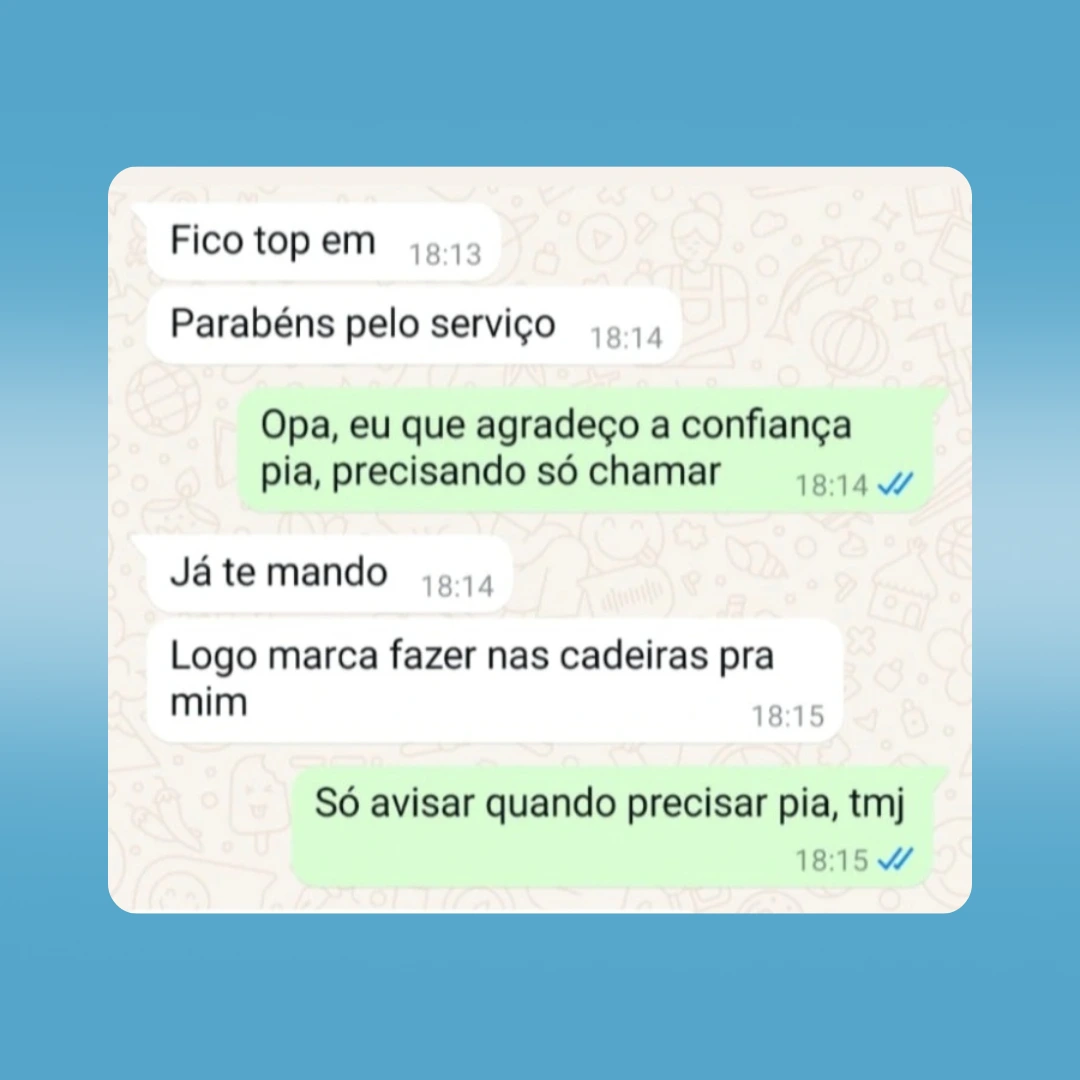 Fico top em
18:13
Parabéns pelo serviço
18:14
Opa, eu que agradeço a confiança
pia, precisando só chamar
18:14
Já te mando
18:14
Logo marca fazer nas cadeiras pra
mim
18:15
Só avisar quando precisar pia, tmj
18:15